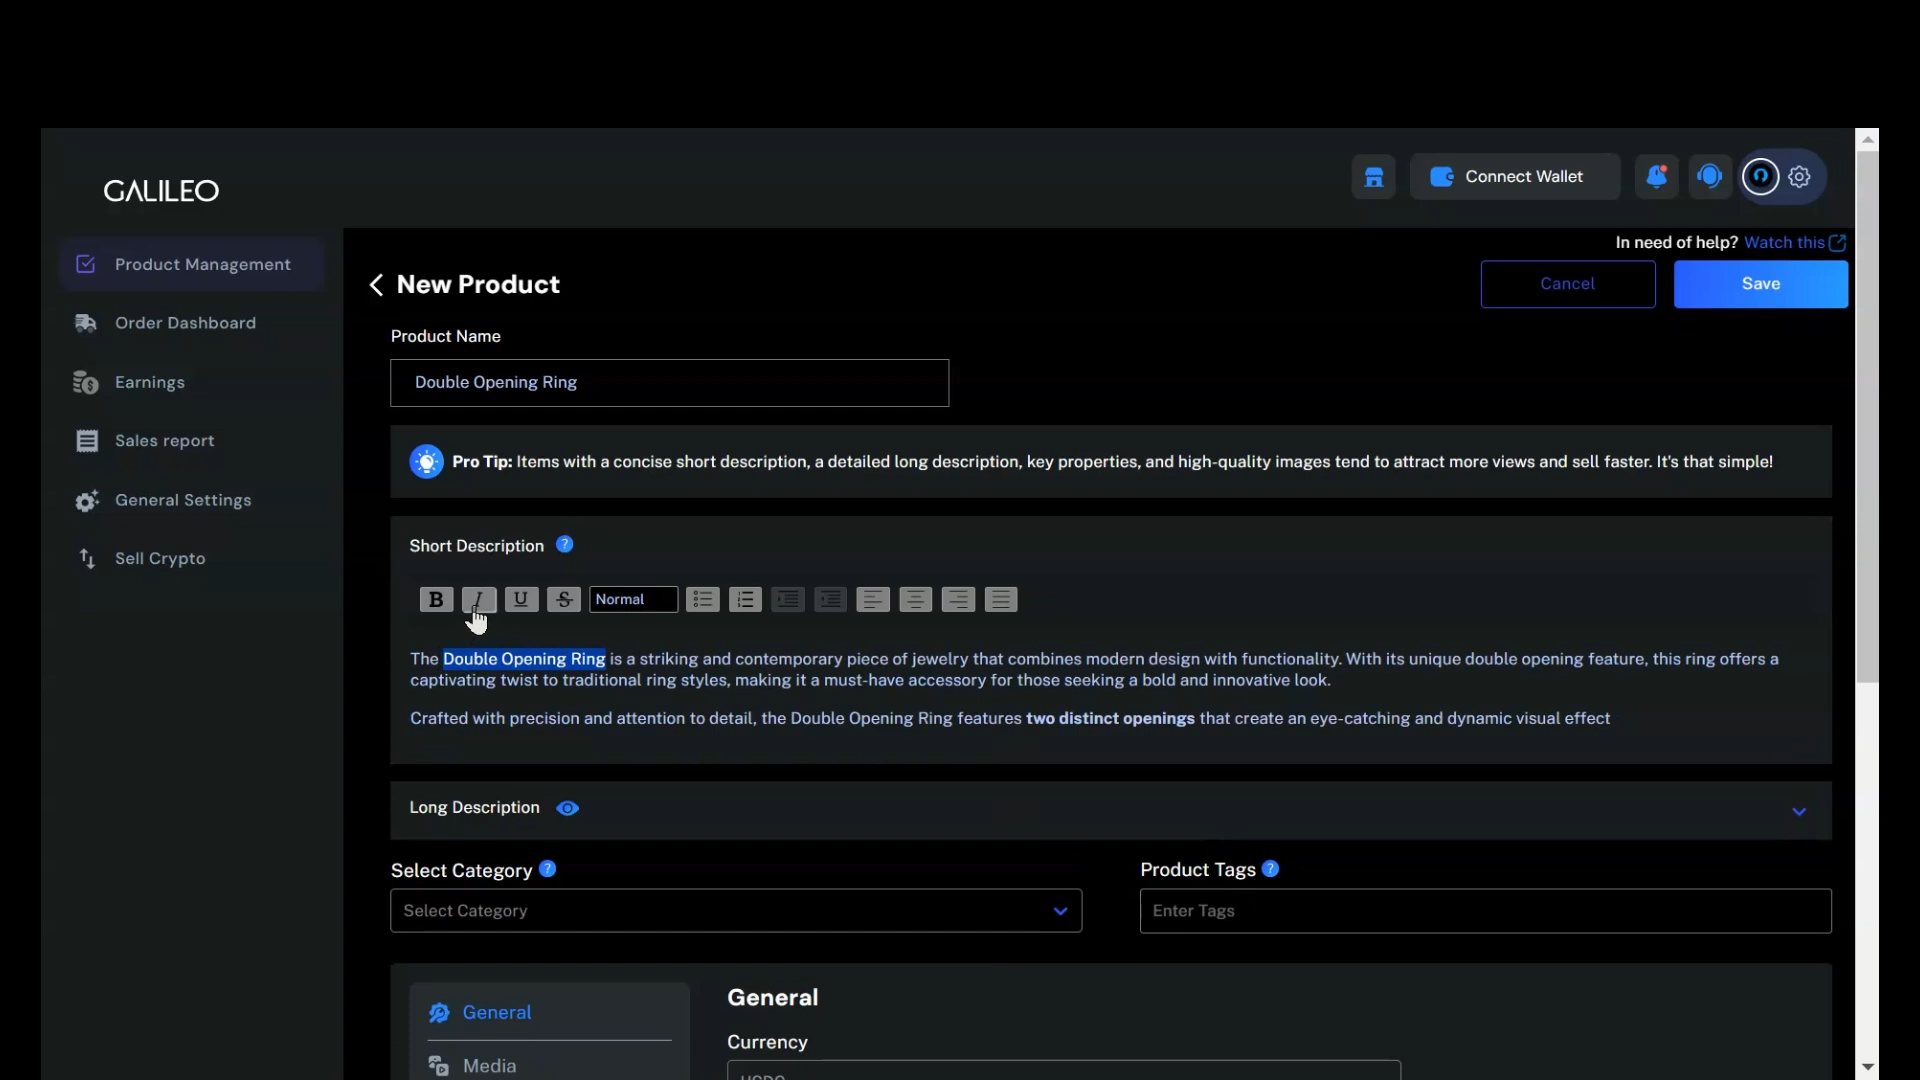 GALILEO
Connect Wallet
In need of help? Watch this
Product Management
Order Dashboard
Earnings
Sales report
General Settings
Sell Crypto
New Product
Cancel
Save
Product Name
Double Opening Ring
Pro Tip: Items with a concise short description, a detailed long description, key properties, and high-quality images tend to attract more views and sell faster. It's that simple!
Short Description ?
B I U S Normal
The Double Opening Ring is a striking and contemporary piece of jewelry that combines modern design with functionality. With its unique double opening feature, this ring offers a
captivating twist to traditional ring styles, making it a must-have accessory for those seeking a bold and innovative look.
Crafted with precision and attention to detail, the Double Opening Ring features two distinct openings that create an eye-catching and dynamic visual effect
Long Description
Select Category ?
Select Category
Product Tags ?
Enter Tags
General
Media
General
Currency